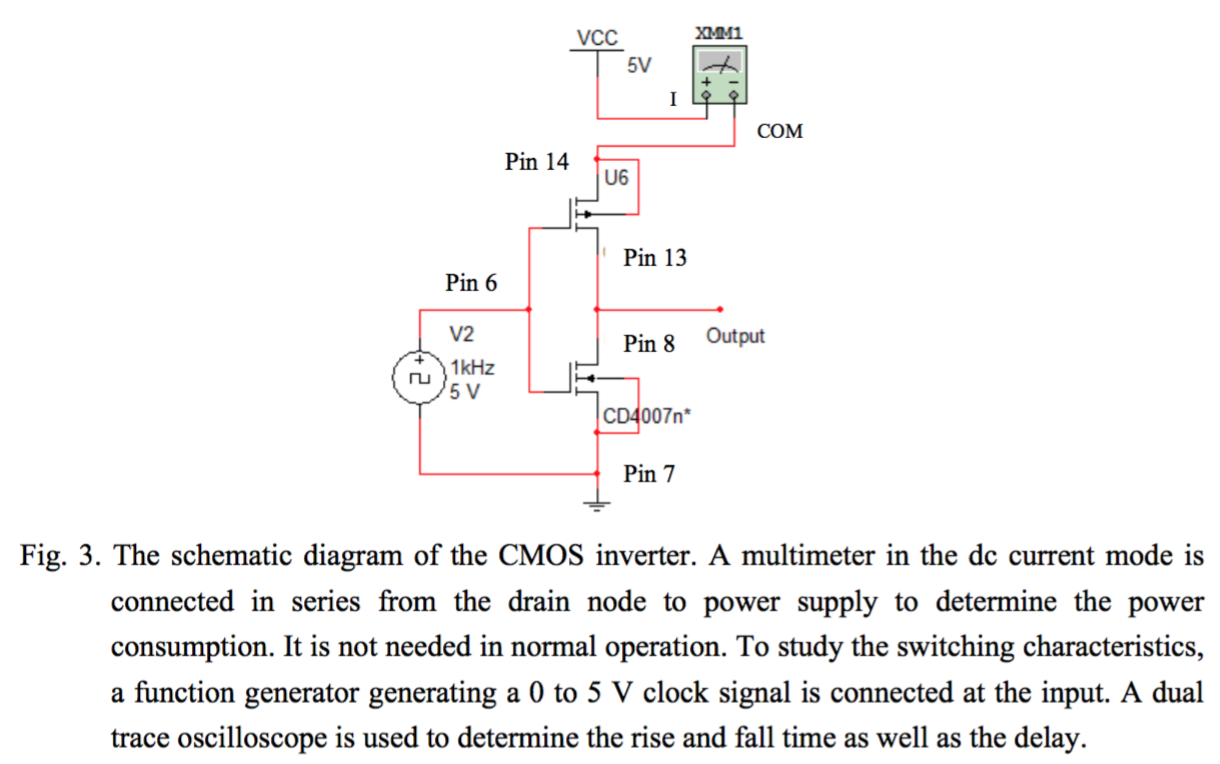 VCC
XMM1
5V
I
COM
Pin 14
U6
Pin 13
Pin 6
V2
Pin 8
Output
1kHz
5 V
CD4007n*
Pin 7
Fig. 3. The schematic diagram of the CMOS inverter. A multimeter in the dc current mode is
connected in series from the drain node to power supply to determine the power
consumption. It is not needed in normal operation. To study the switching characteristics,
a function generator generating a 0 to 5 V clock signal is connected at the input. A dual
trace oscilloscope is used to determine the rise and fall time as well as the delay.